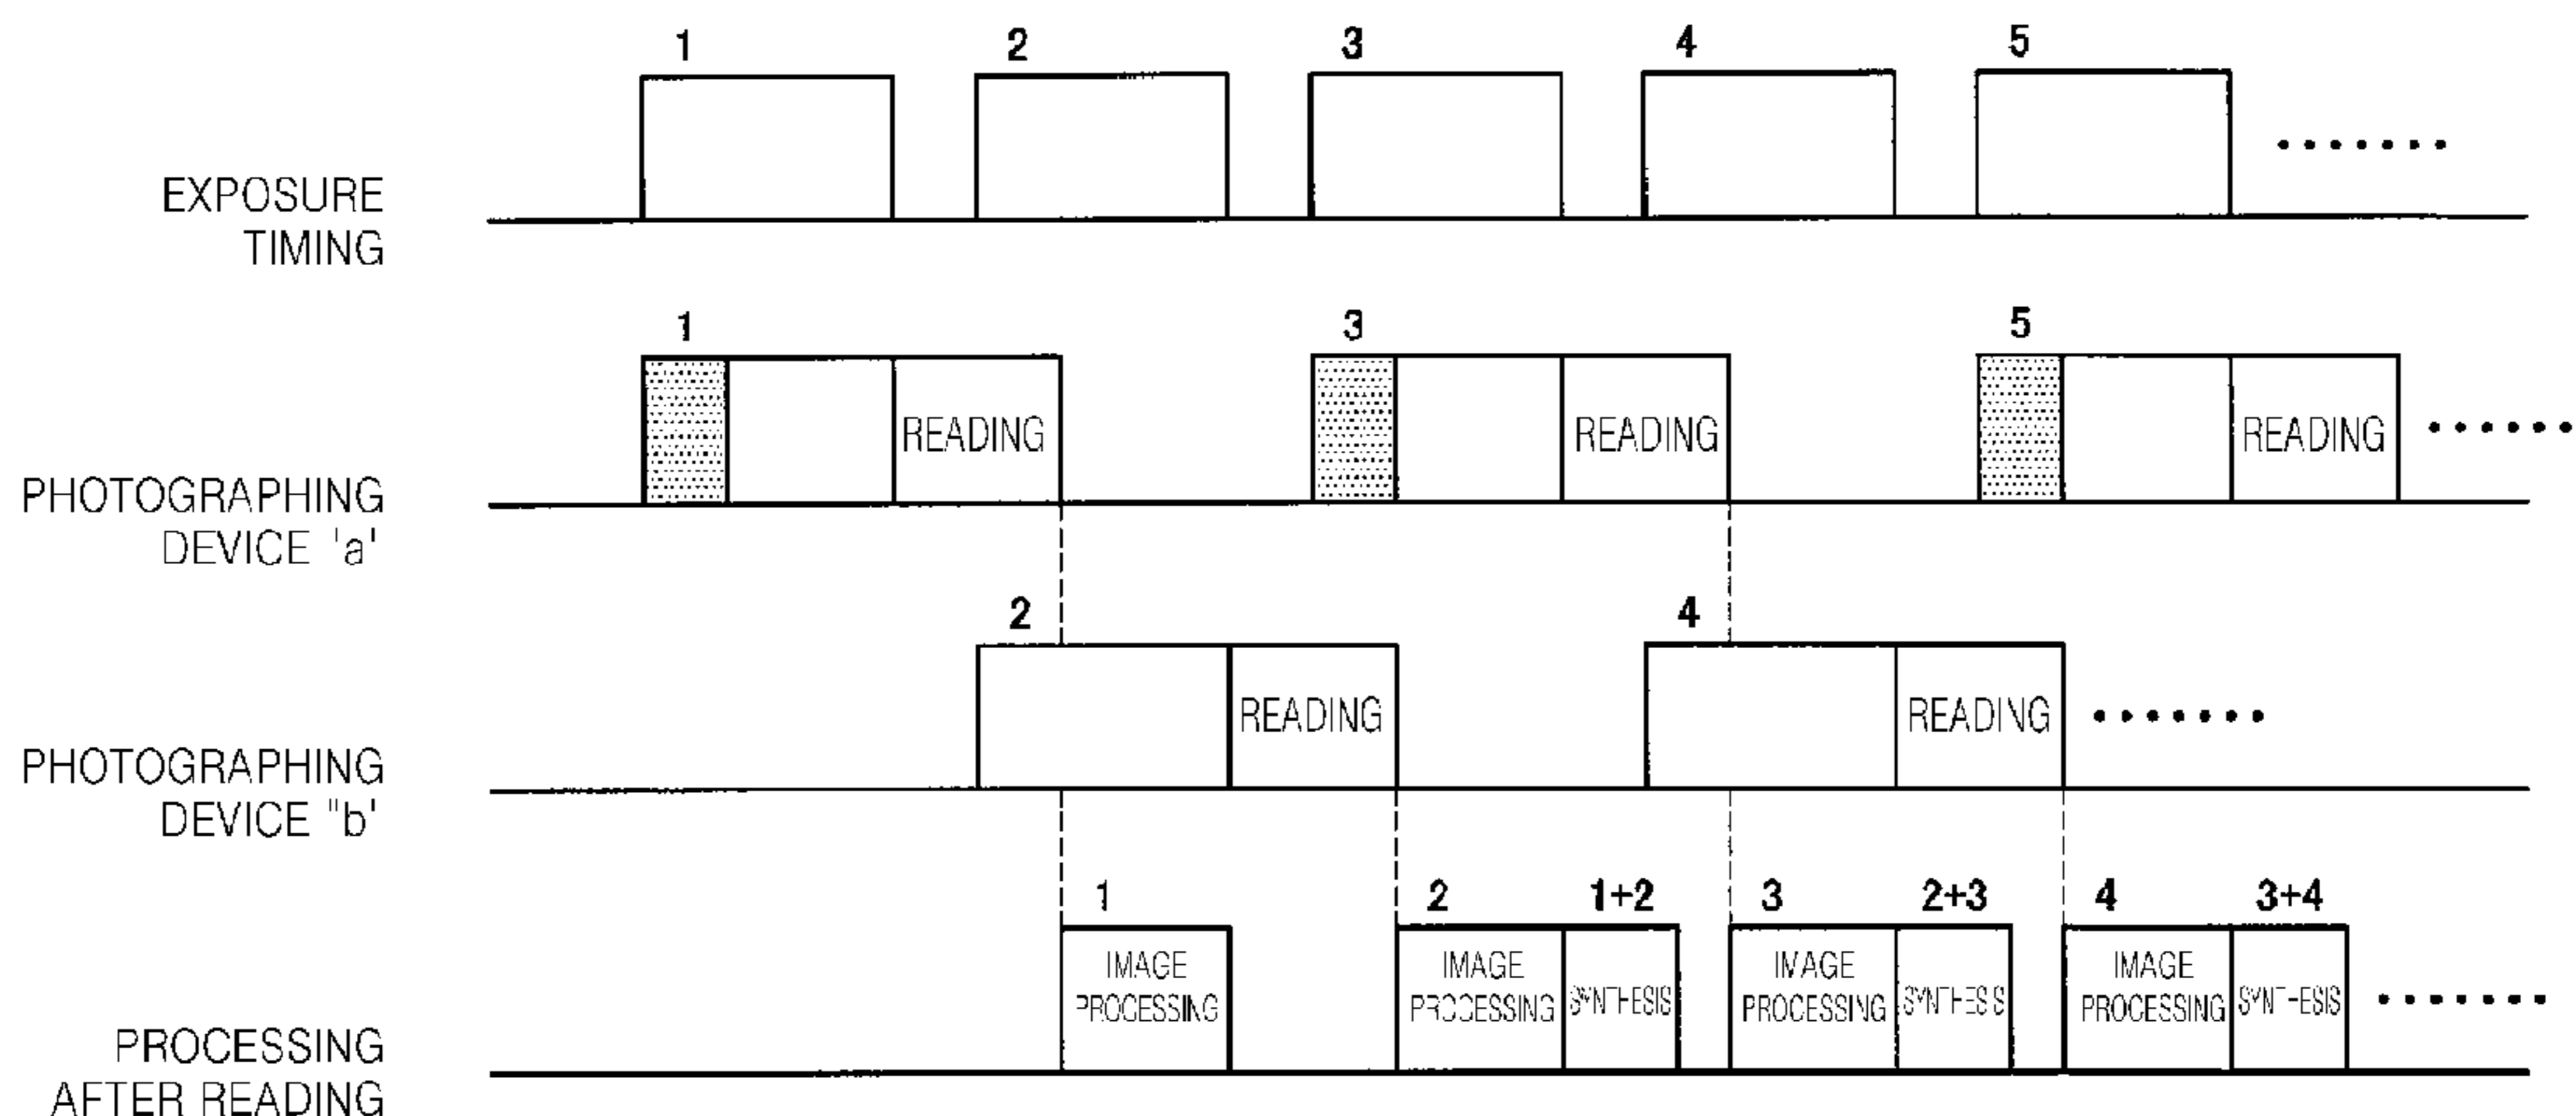 1 2 3 4 5
EXPOSURE
TIMING
.......
1 3 5
READING READING READING ......
PHOTOGRAPHING
DEVICE 'a'
2 4
READING READING .......
PHOTOGRAPHING
DEVICE "b'
1 2 1+2 3 2+3 4 3+4
IMAGE IMAGE IMAGE IMAGE
PROCESSING PROCESSING SYNTHESIS PROCESSING SYNTHESIS PROCESSING SYNTHESIS .......
PROCESSING
AFTER READING